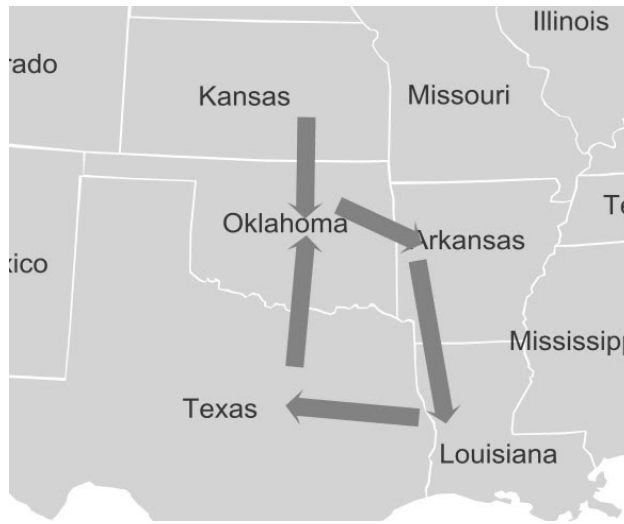 Illinois
rado
Kansas
Missouri
Te
Oklahoma
Arkansas
xico
Mississipp
Texas
Louisiana